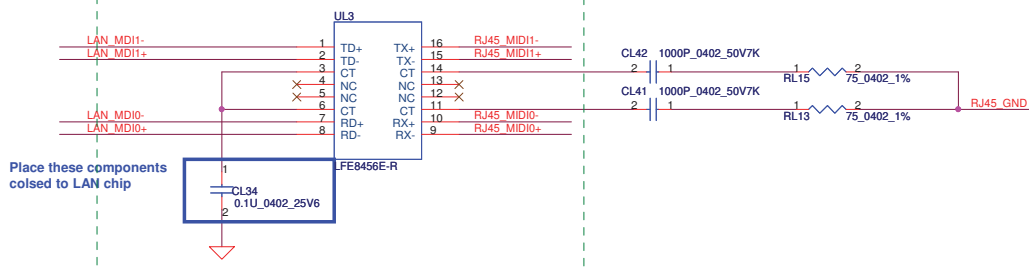 UL3
LAN_MDI1-
1
TD+
TX+
16
RJ45_MIDI1-
LAN_MDI1+
2
TD-
TX-
15
RJ45_MIDI1+
3
CT
CT
14
4
NC
NC
13
5
NC
NC
12
6
CT
CT
11
LAN_MDI0-
7
RD+
RX+
10
RJ45_MIDI0-
LAN_MDI0+
8
RD-
RX-
9
RJ45_MIDI0+
LFE8456E-R
CL42 1000P_0402_50V7K
2
1
1
2
RL15
75_0402_1%
CL41 1000P_0402_50V7K
2
1
1
2
RL13
75_0402_1%
RJ45_GND
Place these components
colsed to LAN chip
1
CL34
0.1U_0402_25V6
2